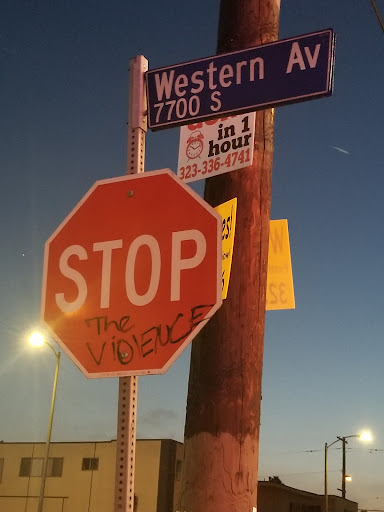 Western Av
7700 S
in 1
hour
323-336-4741
STOP
The
VIOLENCE